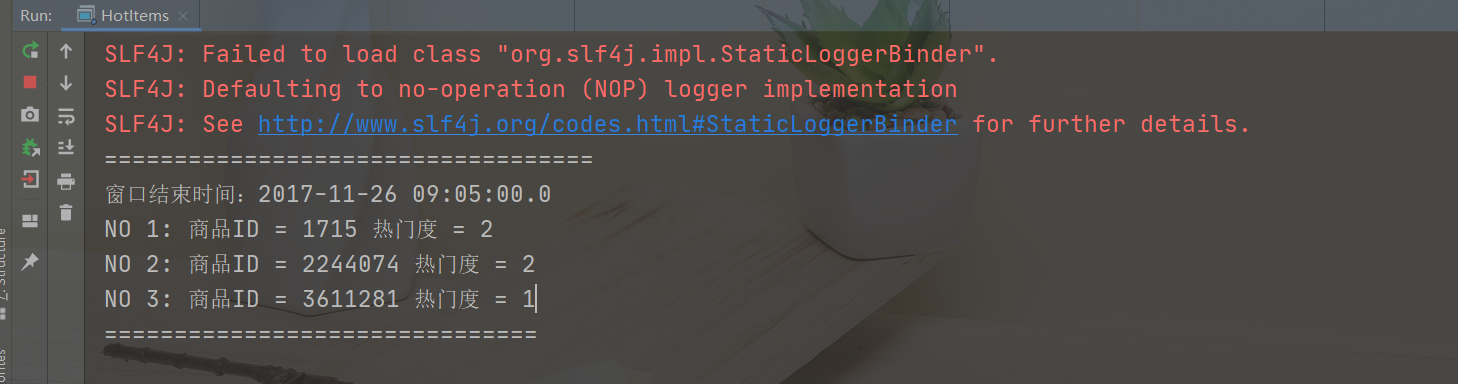 Run: HotItems
SLF4J: Failed to load class "org.slf4j.impl.StaticLoggerBinder".
SLF4J: Defaulting to no-operation (NOP) logger implementation
SLF4J: See http://www.slf4j.org/codes.html#StaticLoggerBinder for further details.
===================================
窗口结束时间：2017-11-26 09:05:00.0
NO 1: 商品ID = 1715 热门度 = 2
NO 2: 商品ID = 2244074 热门度 = 2
NO 3: 商品ID = 3611281 热门度 = 1
===============================
Z: Structure